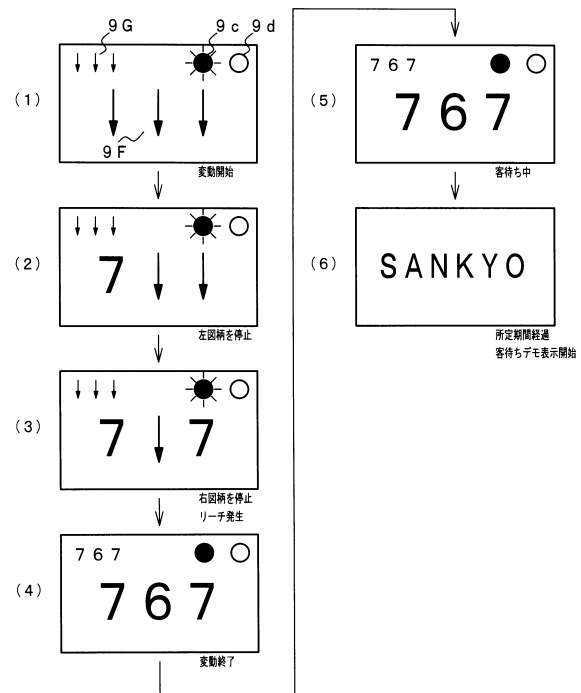 9G
9c
9d
(1)
9F
変動開始
(2)
7
左図柄を停止
(3)
7 7
右図柄を停止
リーチ発生
(4)
767
767
変動終了
(5)
767
767
客待ち中
(6)
SANKYO
所定期間経過
客待ちデモ表示開始